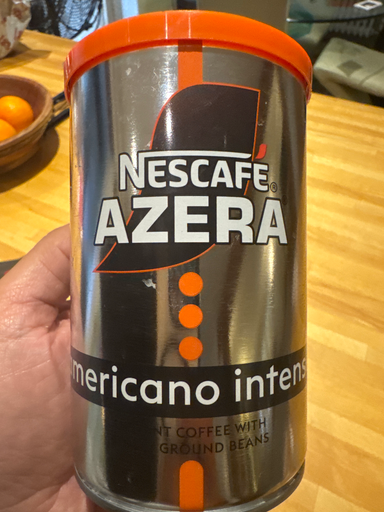 NESCAFÉ®
AZERA
mericano intens
NT COFFEE WITH
GROUND BEANS